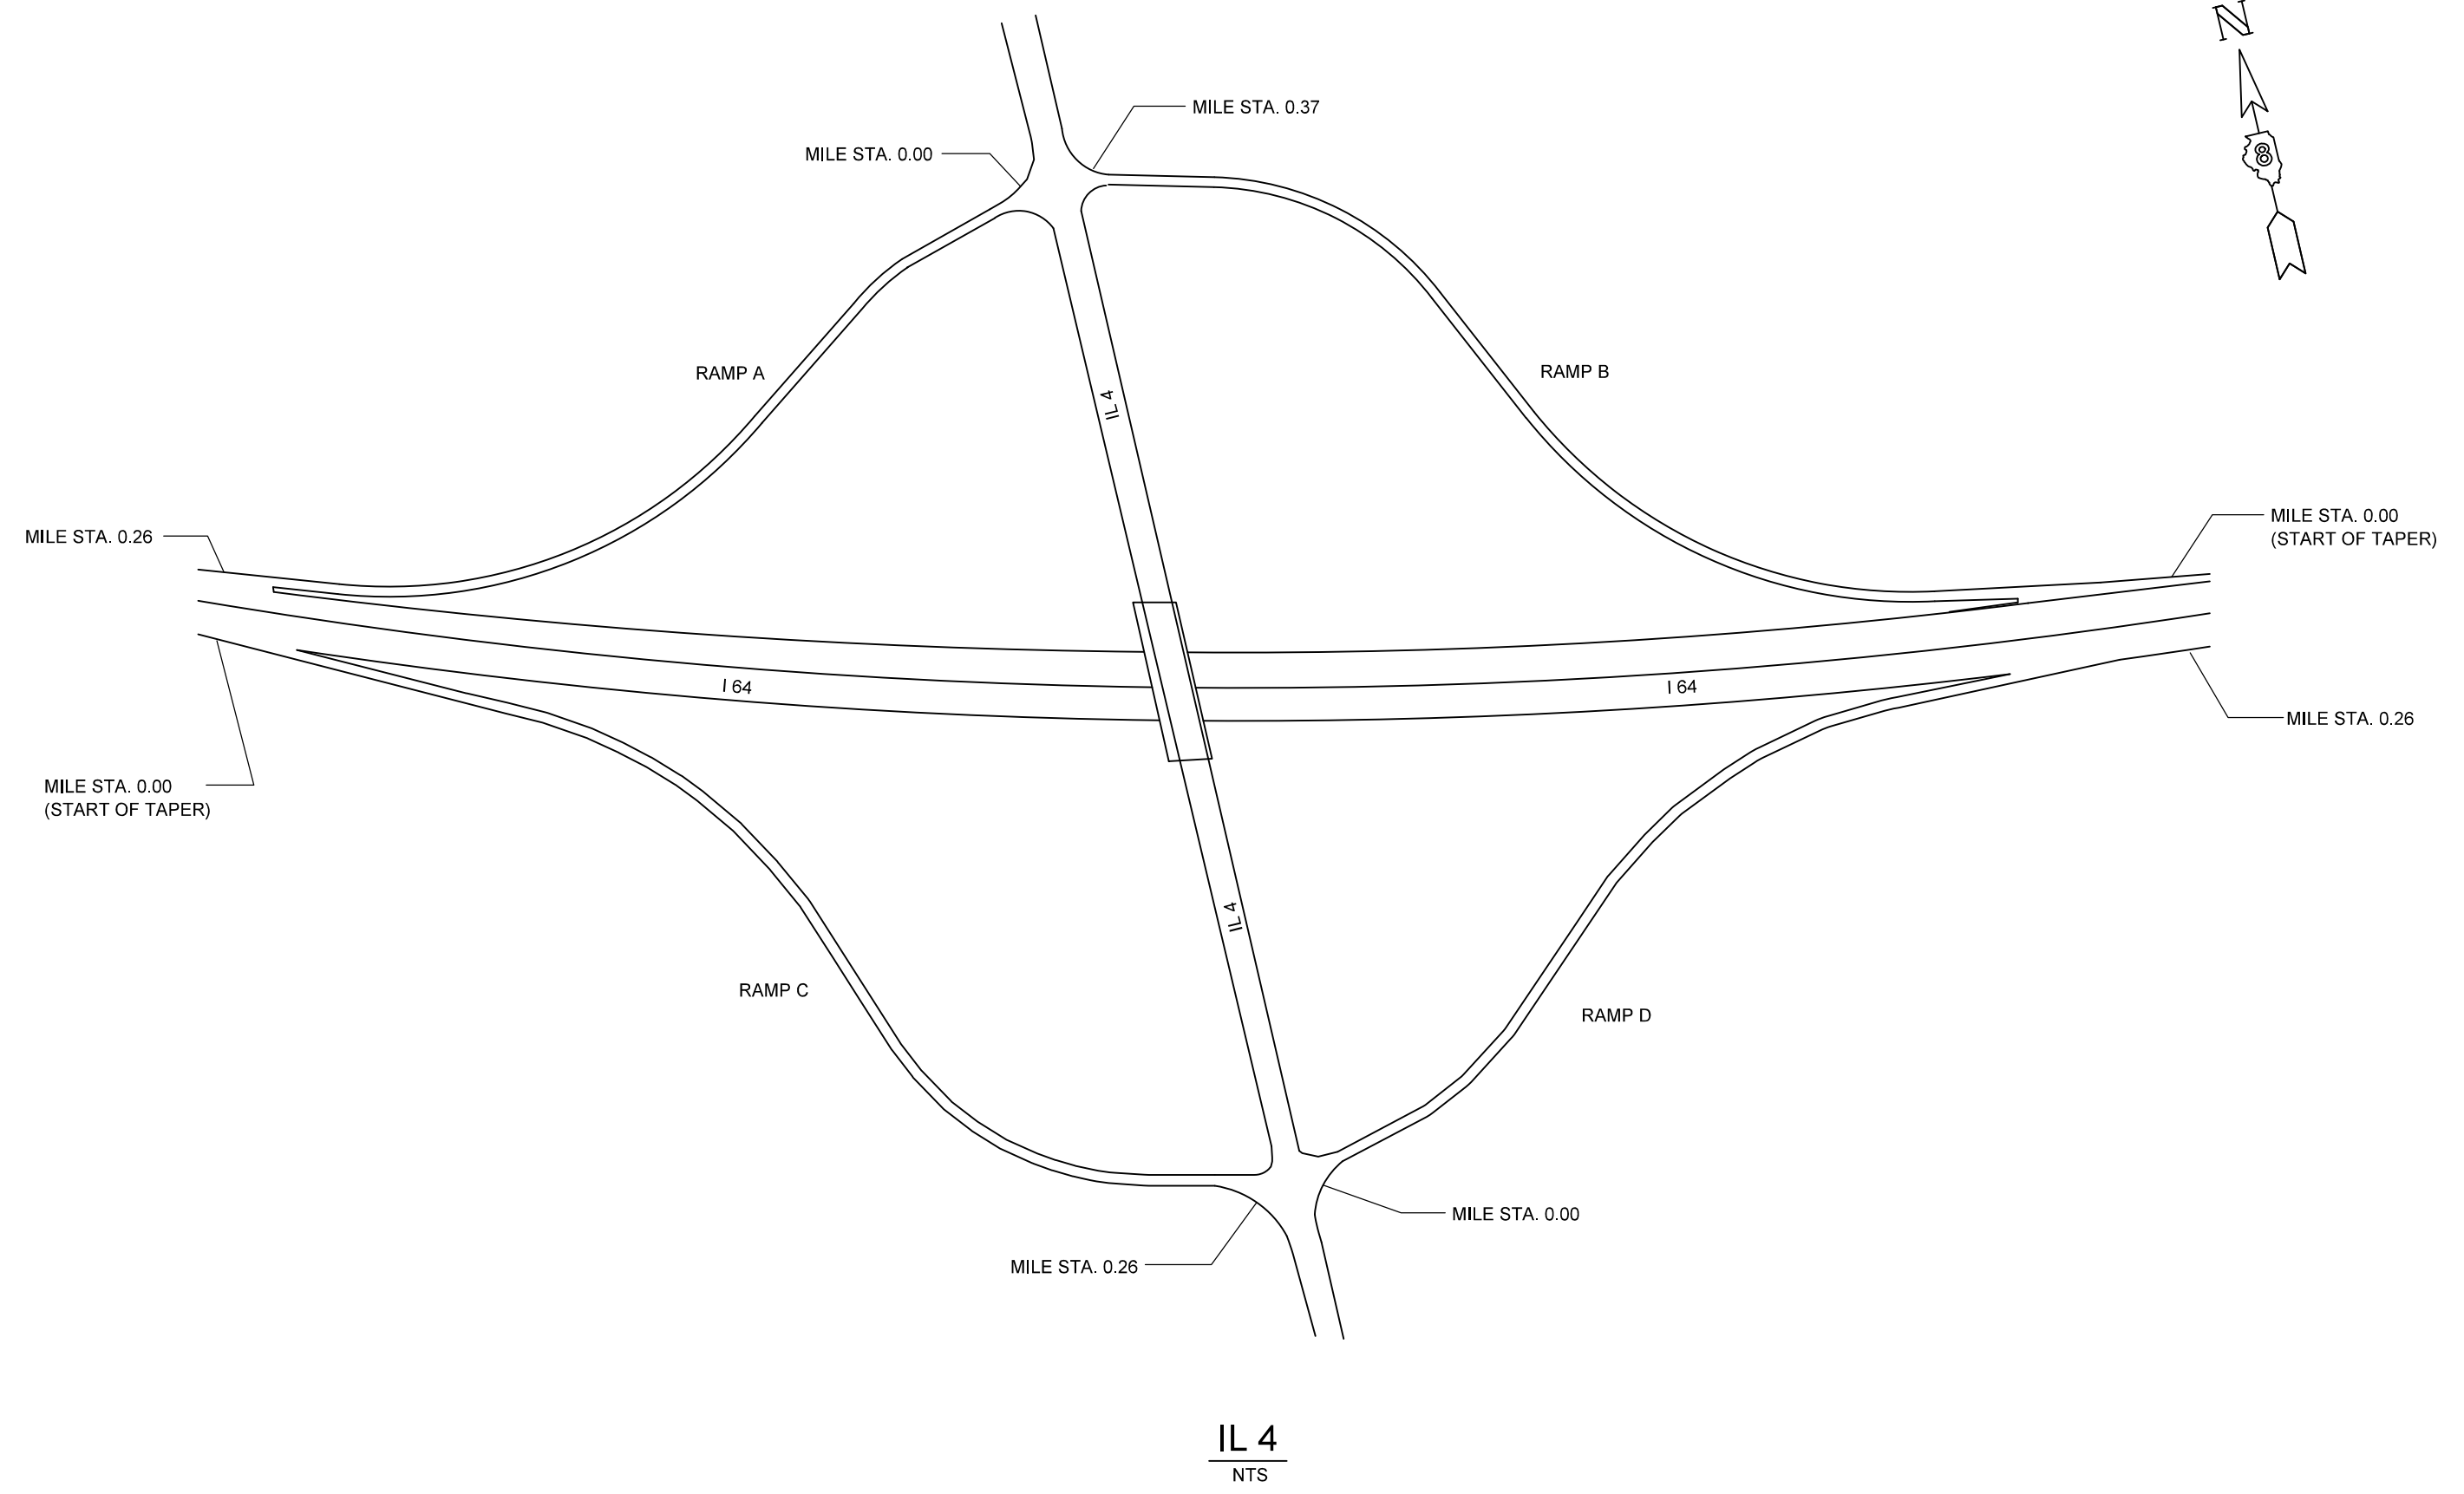 N
MILE STA. 0.37
MILE STA. 0.00
8
RAMP A
RAMP B
IL 4
MILE STA. 0.26
MILE STA. 0.00
(START OF TAPER)
I 64
I 64
MILE STA. 0.26
MILE STA. 0.00
(START OF TAPER)
IL 4
RAMP C
RAMP D
MILE STA. 0.00
MILE STA. 0.26
IL 4
NTS